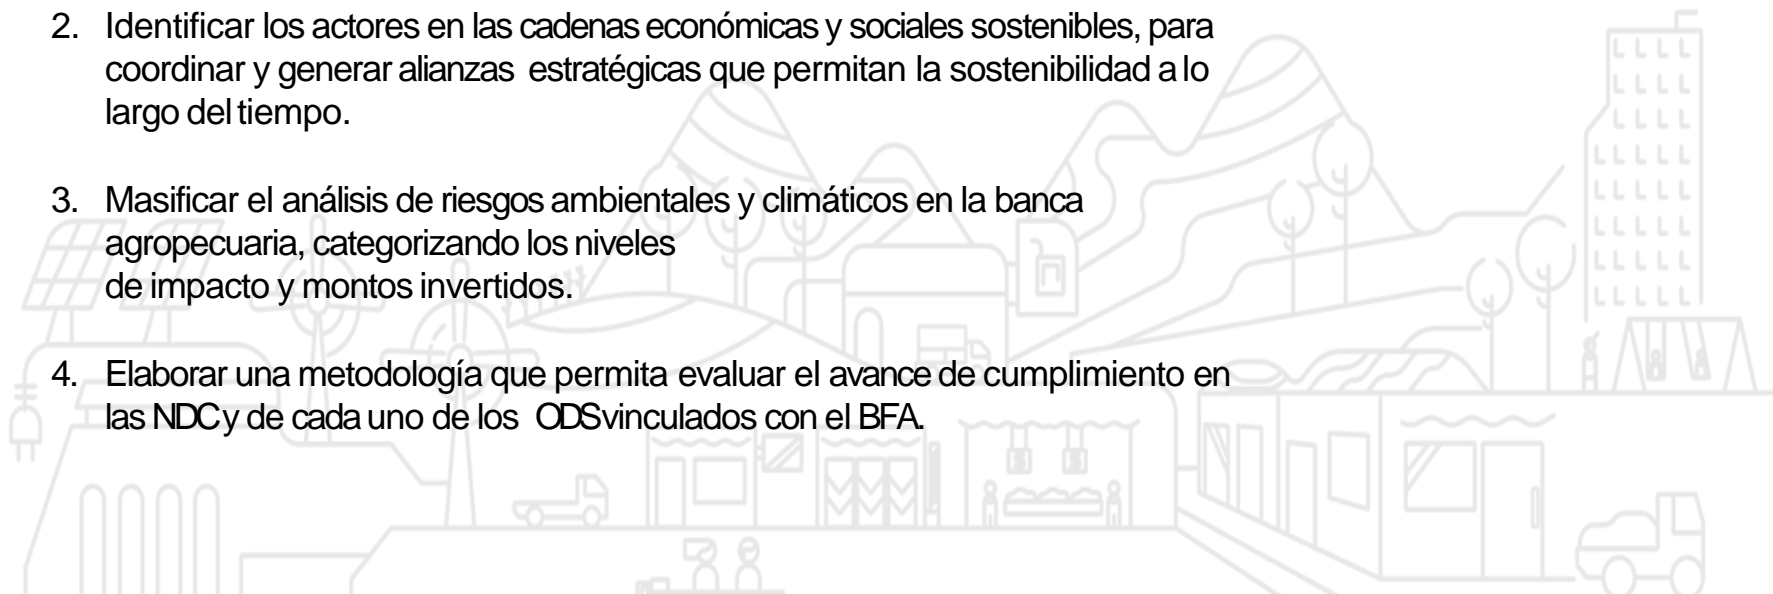 2. Identificar los actores en las cadenas económicas y sociales sostenibles, para
coordinar y generar alianzas estratégicas que permitan la sostenibilidad a lo
largo del tiempo.
3. Masificar el análisis de riesgos ambientales y climáticos en la banca
agropecuaria, categorizando los niveles
de impacto y montos invertidos.
4. Elaborar una metodología que permita evaluar el avance de cumplimiento en
las NDC y de cada uno de los ODS vinculados con el BFA.